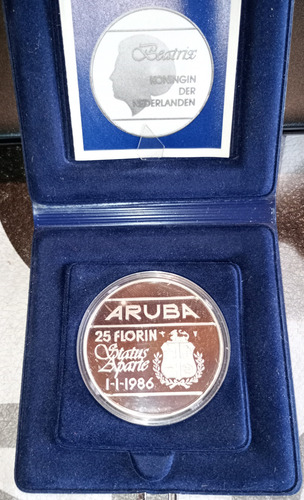 Beatrix
KONINGIN
DER
NEDERLANDEN
ARUBA
25 FLORIN
Status
Aparte
1-1-1986